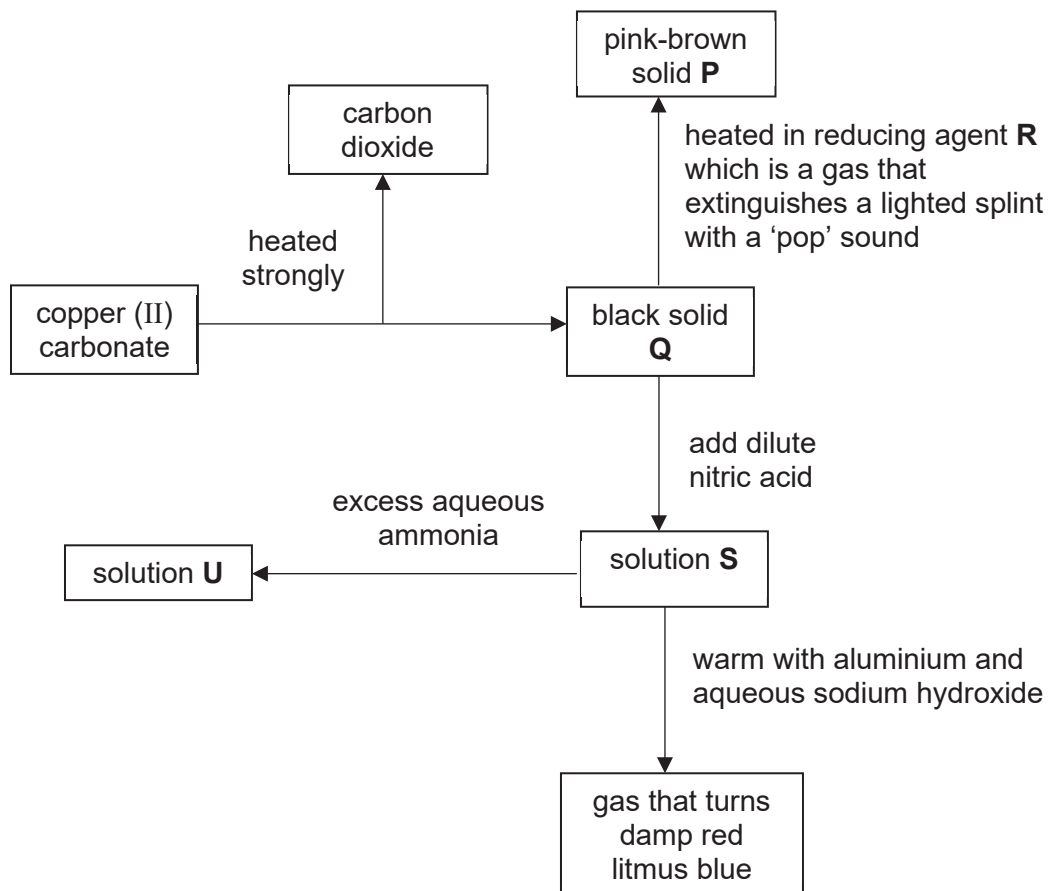 pink-brown
solid P
carbon
dioxide
heated in reducing agent R
which is a gas that
extinguishes a lighted splint
with a ‘pop’ sound
heated
strongly
copper (II)
carbonate
black solid
Q
add dilute
nitric acid
excess aqueous
ammonia
solution U
solution S
warm with aluminium and
aqueous sodium hydroxide
gas that turns
damp red
litmus blue